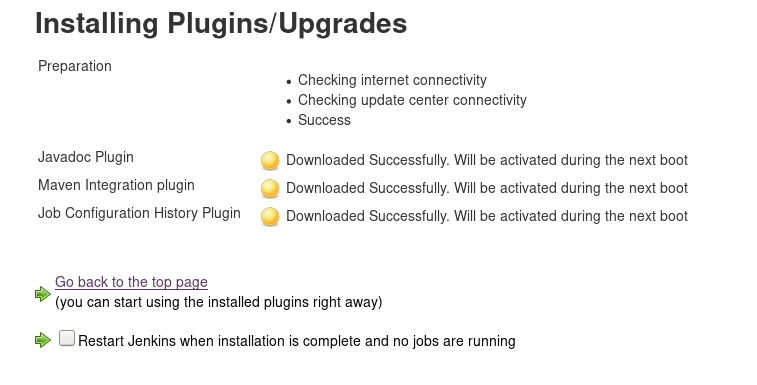 Installing Plugins/Upgrades
Preparation
Checking internet connectivity
Checking update center connectivity
Success
Javadoc Plugin Downloaded Successfully. Will be activated during the next boot
Maven Integration plugin Downloaded Successfully. Will be activated during the next boot
Job Configuration History Plugin Downloaded Successfully. Will be activated during the next boot
Go back to the top page
(you can start using the installed plugins right away)
Restart Jenkins when installation is complete and no jobs are running